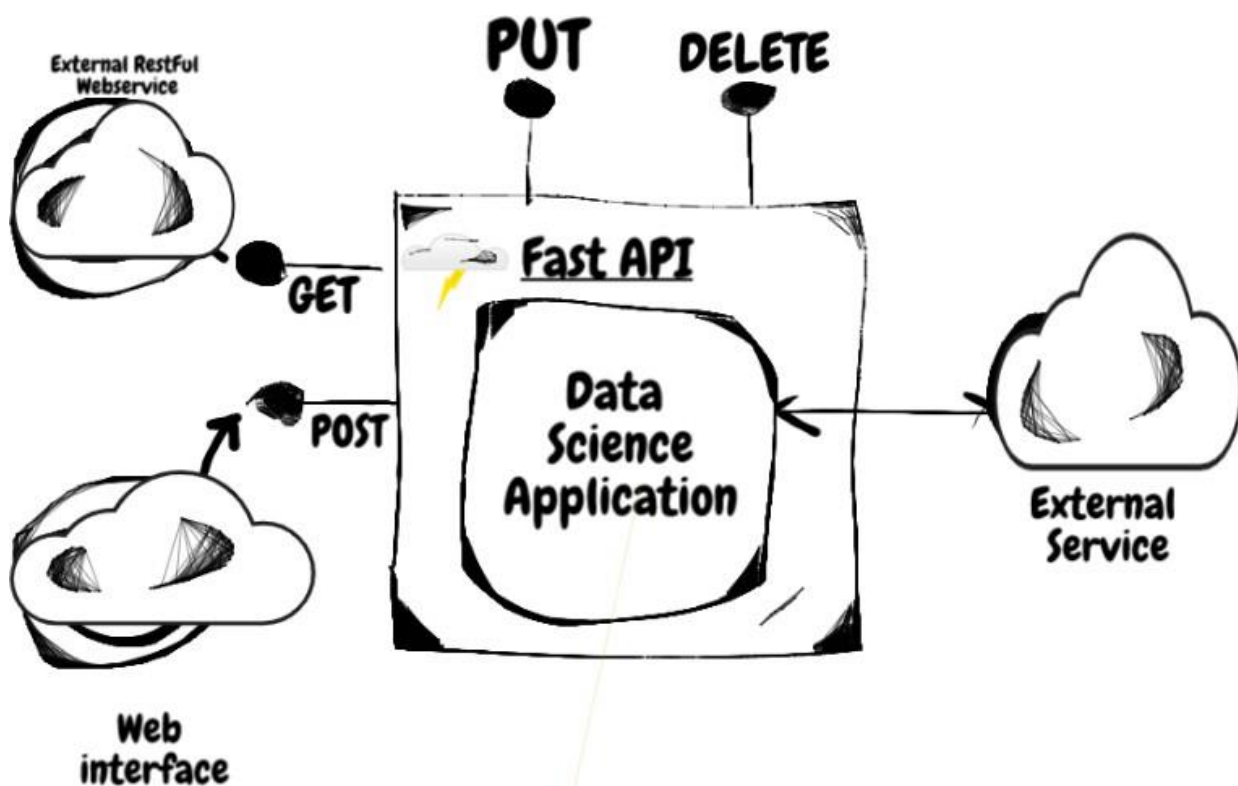 External RestFul
Webservice
PUT
DELETE
Fast API
GET
POST
Data
Science
Application
External
Service
Web
interface